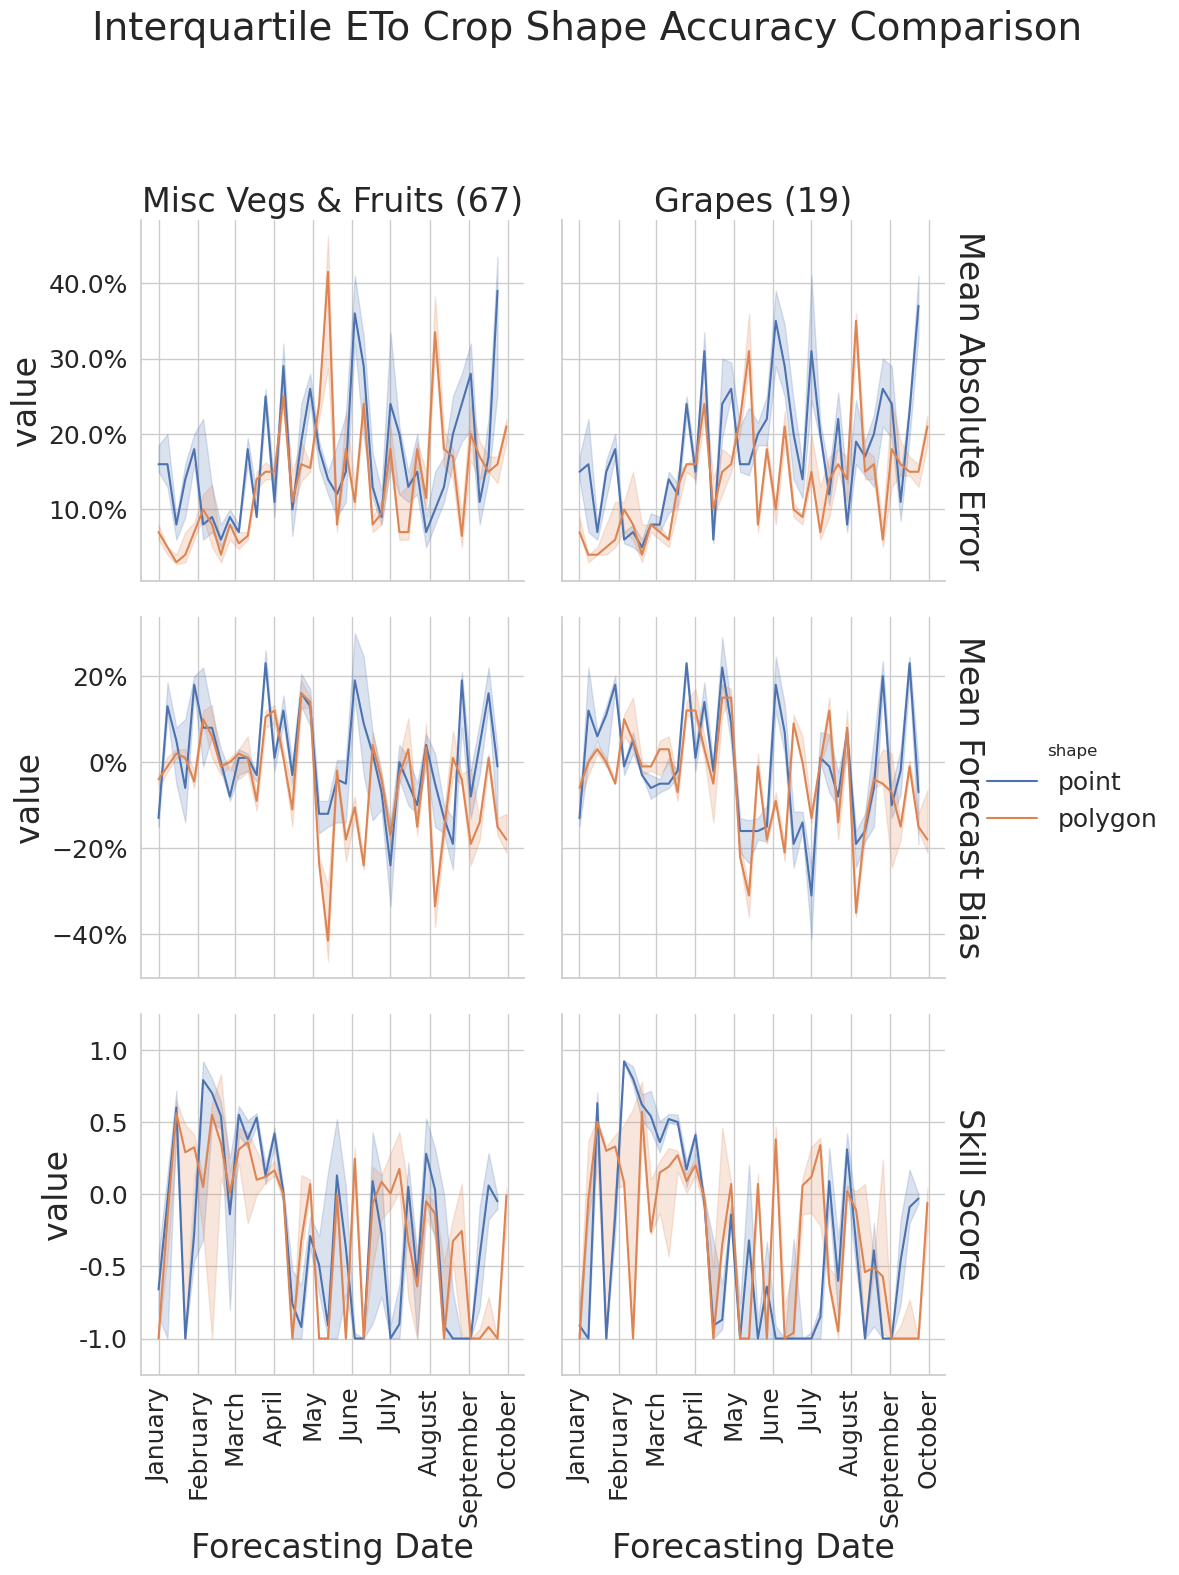 Interquartile ETo Crop Shape Accuracy Comparison
Misc Vegs & Fruits (67)
Grapes (19)
40.0%
30.0%
20.0%
10.0%
value
Mean Absolute Error
20%
0%
−20%
−40%
value
Mean Forecast Bias
shape
point
polygon
1.0
0.5
0.0
-0.5
-1.0
value
Skill Score
January
February
March
April
May
June
July
August
September
October
Forecasting Date
January
February
March
April
May
June
July
August
September
October
Forecasting Date